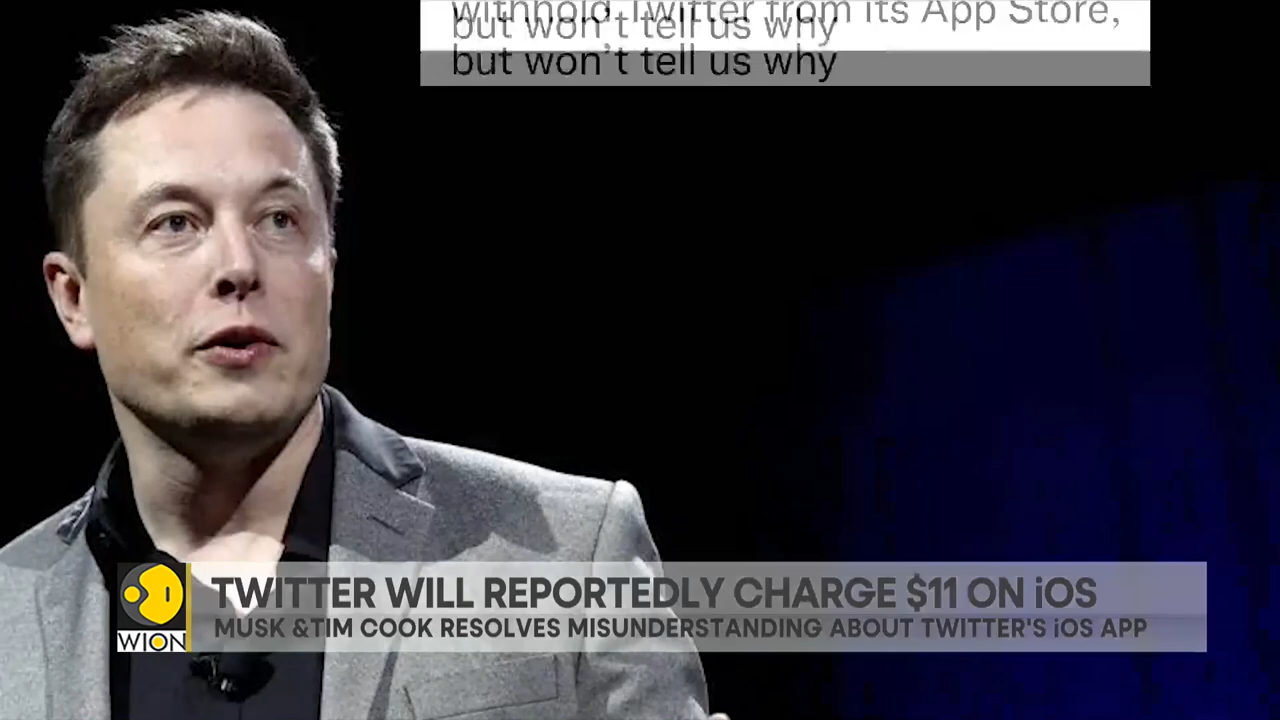 withhold Twitter from its App Store,
but won't tell us why
but won't tell us why
TWITTER WILL REPORTEDLY CHARGE $11 ON iOS
MUSK &TIM COOK RESOLVES MISUNDERSTANDING ABOUT TWITTER'S iOS APP
WION